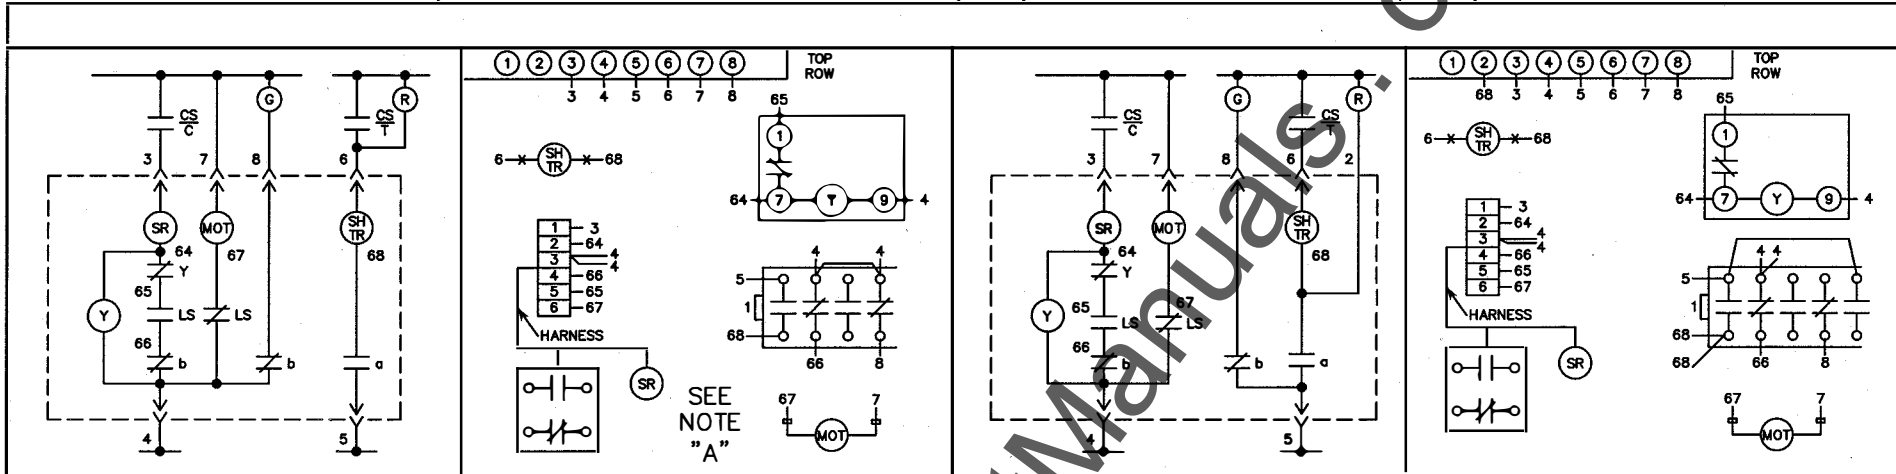 G
R
CS
C
CS
T
3
7
8
6
SR
MOT
SH
TR
64
67
68
Y
65
Y
LS
LS
66
b
b
a
4
5
1 2 3 4 5 6 7 8 TOP
ROW
3 4 5 6 7 8
65
1
6 SH TR 68
64 7 Y 9 4
1 3
2 64
3 4
4
4 66
5 65
6 67
HARNESS
SR
4 4
5
1
68
66 8
SEE
NOTE
"A"
67 7
MOT
G
R
CS
C
CS
T
3
7
8
6
2
SR
MOT
SH
TR
64
68
Y
65
67
Y
LS
LS
66
b
b
a
4
5
1 2 3 4 5 6 7 8 TOP
ROW
68 3 4 5 6 7 8
65
1
6 SH TR 68
64 7 Y 9 4
1 3
2 64
3 4
4
4 66
5 65
6 67
HARNESS
SR
4 4
5
1
68
68 66 8
67 7
MOT
Manuals.